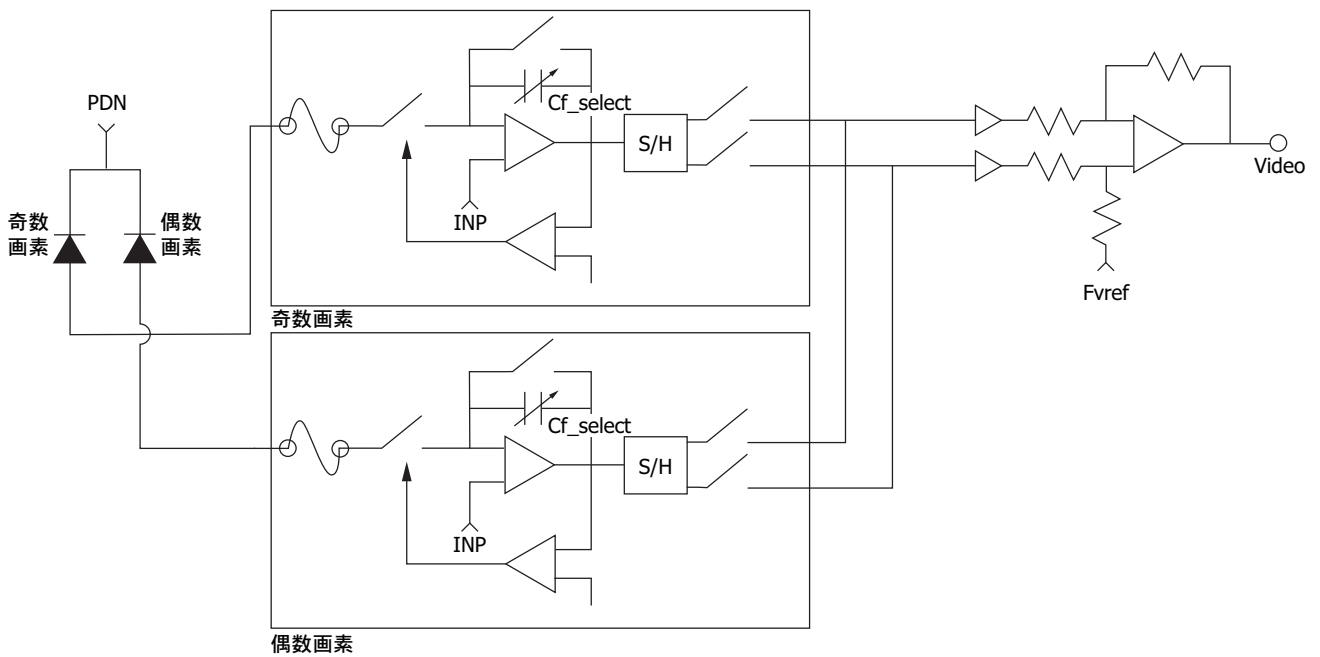 PDN
奇数
画素
偶数
画素
Cf_select
S/H
INP
奇数画素
Cf_select
S/H
INP
偶数画素
Video
Fvref